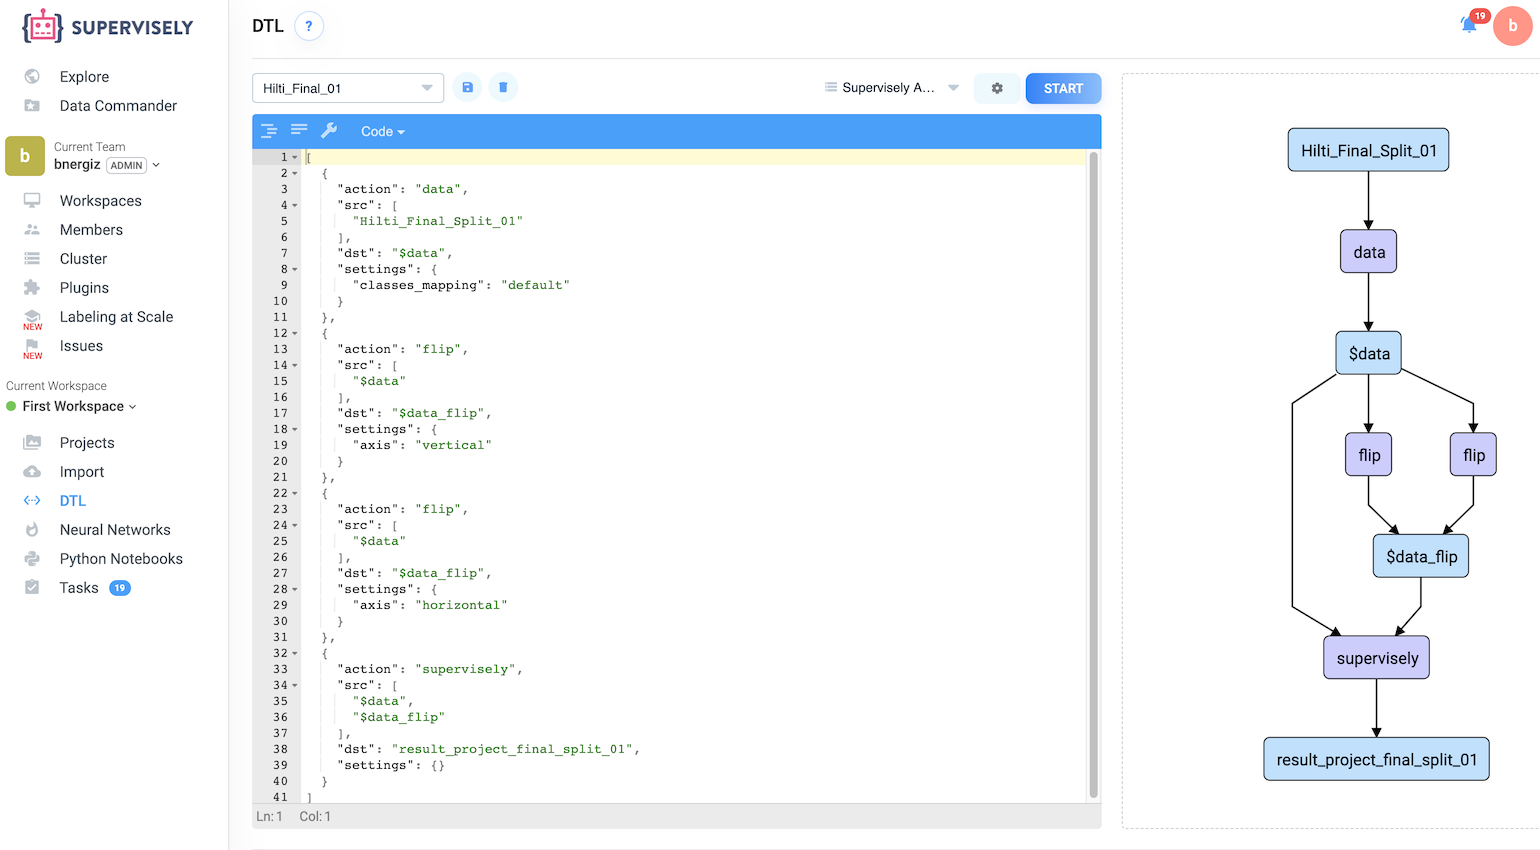 SUPERVISELY
Explore
Data Commander
b
Current Team
bnergiz ADMIN
Workspaces
Members
Cluster
Plugins
Labeling at Scale
NEW
Issues
NEW
Current Workspace
First Workspace
Projects
Import
DTL
Neural Networks
Python Notebooks
Tasks 19
DTL ?
19
b
Hilti_Final_01
Supervisely A...
START
Code
1 [
2 {
3 "action": "data",
4 "src": [
5 "Hilti_Final_Split_01"
6 ],
7 "dst": "$data",
8 "settings": {
9 "classes_mapping": "default"
10 }
11 },
12 {
13 "action": "flip",
14 "src": [
15 "$data"
16 ],
17 "dst": "$data_flip",
18 "settings": {
19 "axis": "vertical"
20 }
21 },
22 {
23 "action": "flip",
24 "src": [
25 "$data"
26 ],
27 "dst": "$data_flip",
28 "settings": {
29 "axis": "horizontal"
30 }
31 },
32 {
33 "action": "supervisely",
34 "src": [
35 "$data",
36 "$data_flip"
37 ],
38 "dst": "result_project_final_split_01",
39 "settings": {}
40 }
41 ]
Ln: 1 Col: 1
Hilti_Final_Split_01
data
$data
flip flip
$data_flip
supervisely
result_project_final_split_01